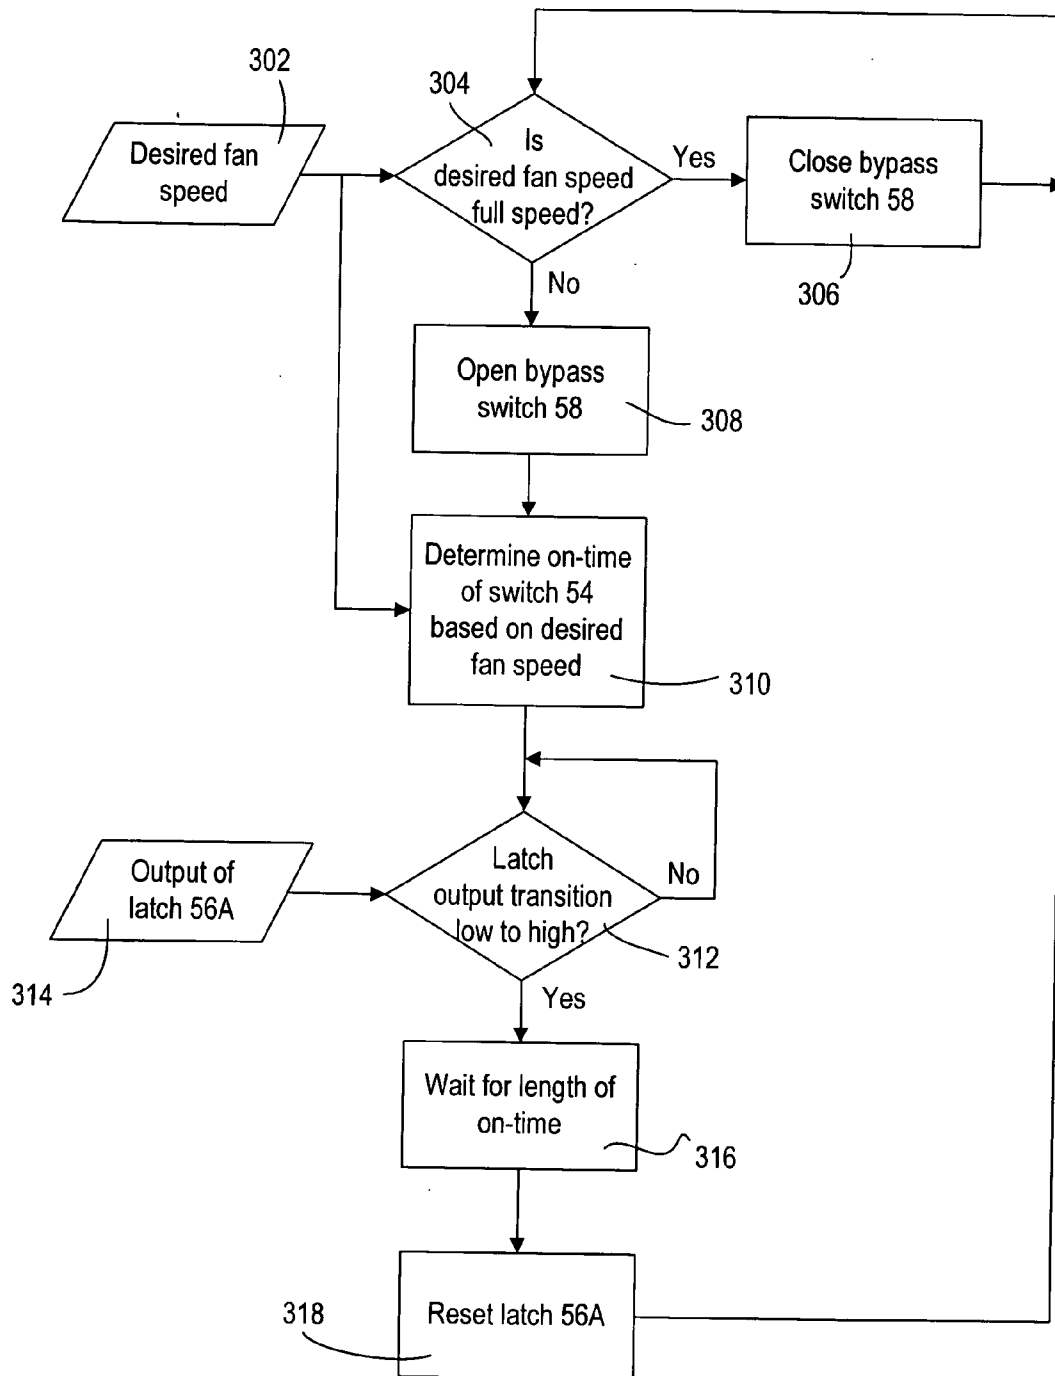 302
Desired fan
speed
304
Is
desired fan speed
full speed?
Yes
Close bypass
switch 58
306
No
Open bypass
switch 58
308
Determine on-time
of switch 54
based on desired
fan speed
310
Output of
latch 56A
314
Latch
output transition
low to high?
No
312
Yes
Wait for length of
on-time
316
Reset latch 56A
318